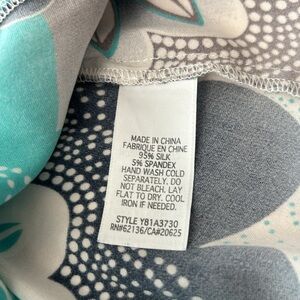 MADE IN CHINA
FABRIQUE EN CHINE
95% SILK
5% SPANDEX
HAND WASH COLD
SEPARATELY. DO
NOT BLEACH. LAY
FLAT TO DRY. COOL
IRON IF NEEDED.
STYLE Y81A3730
RN#62136/CA#20625